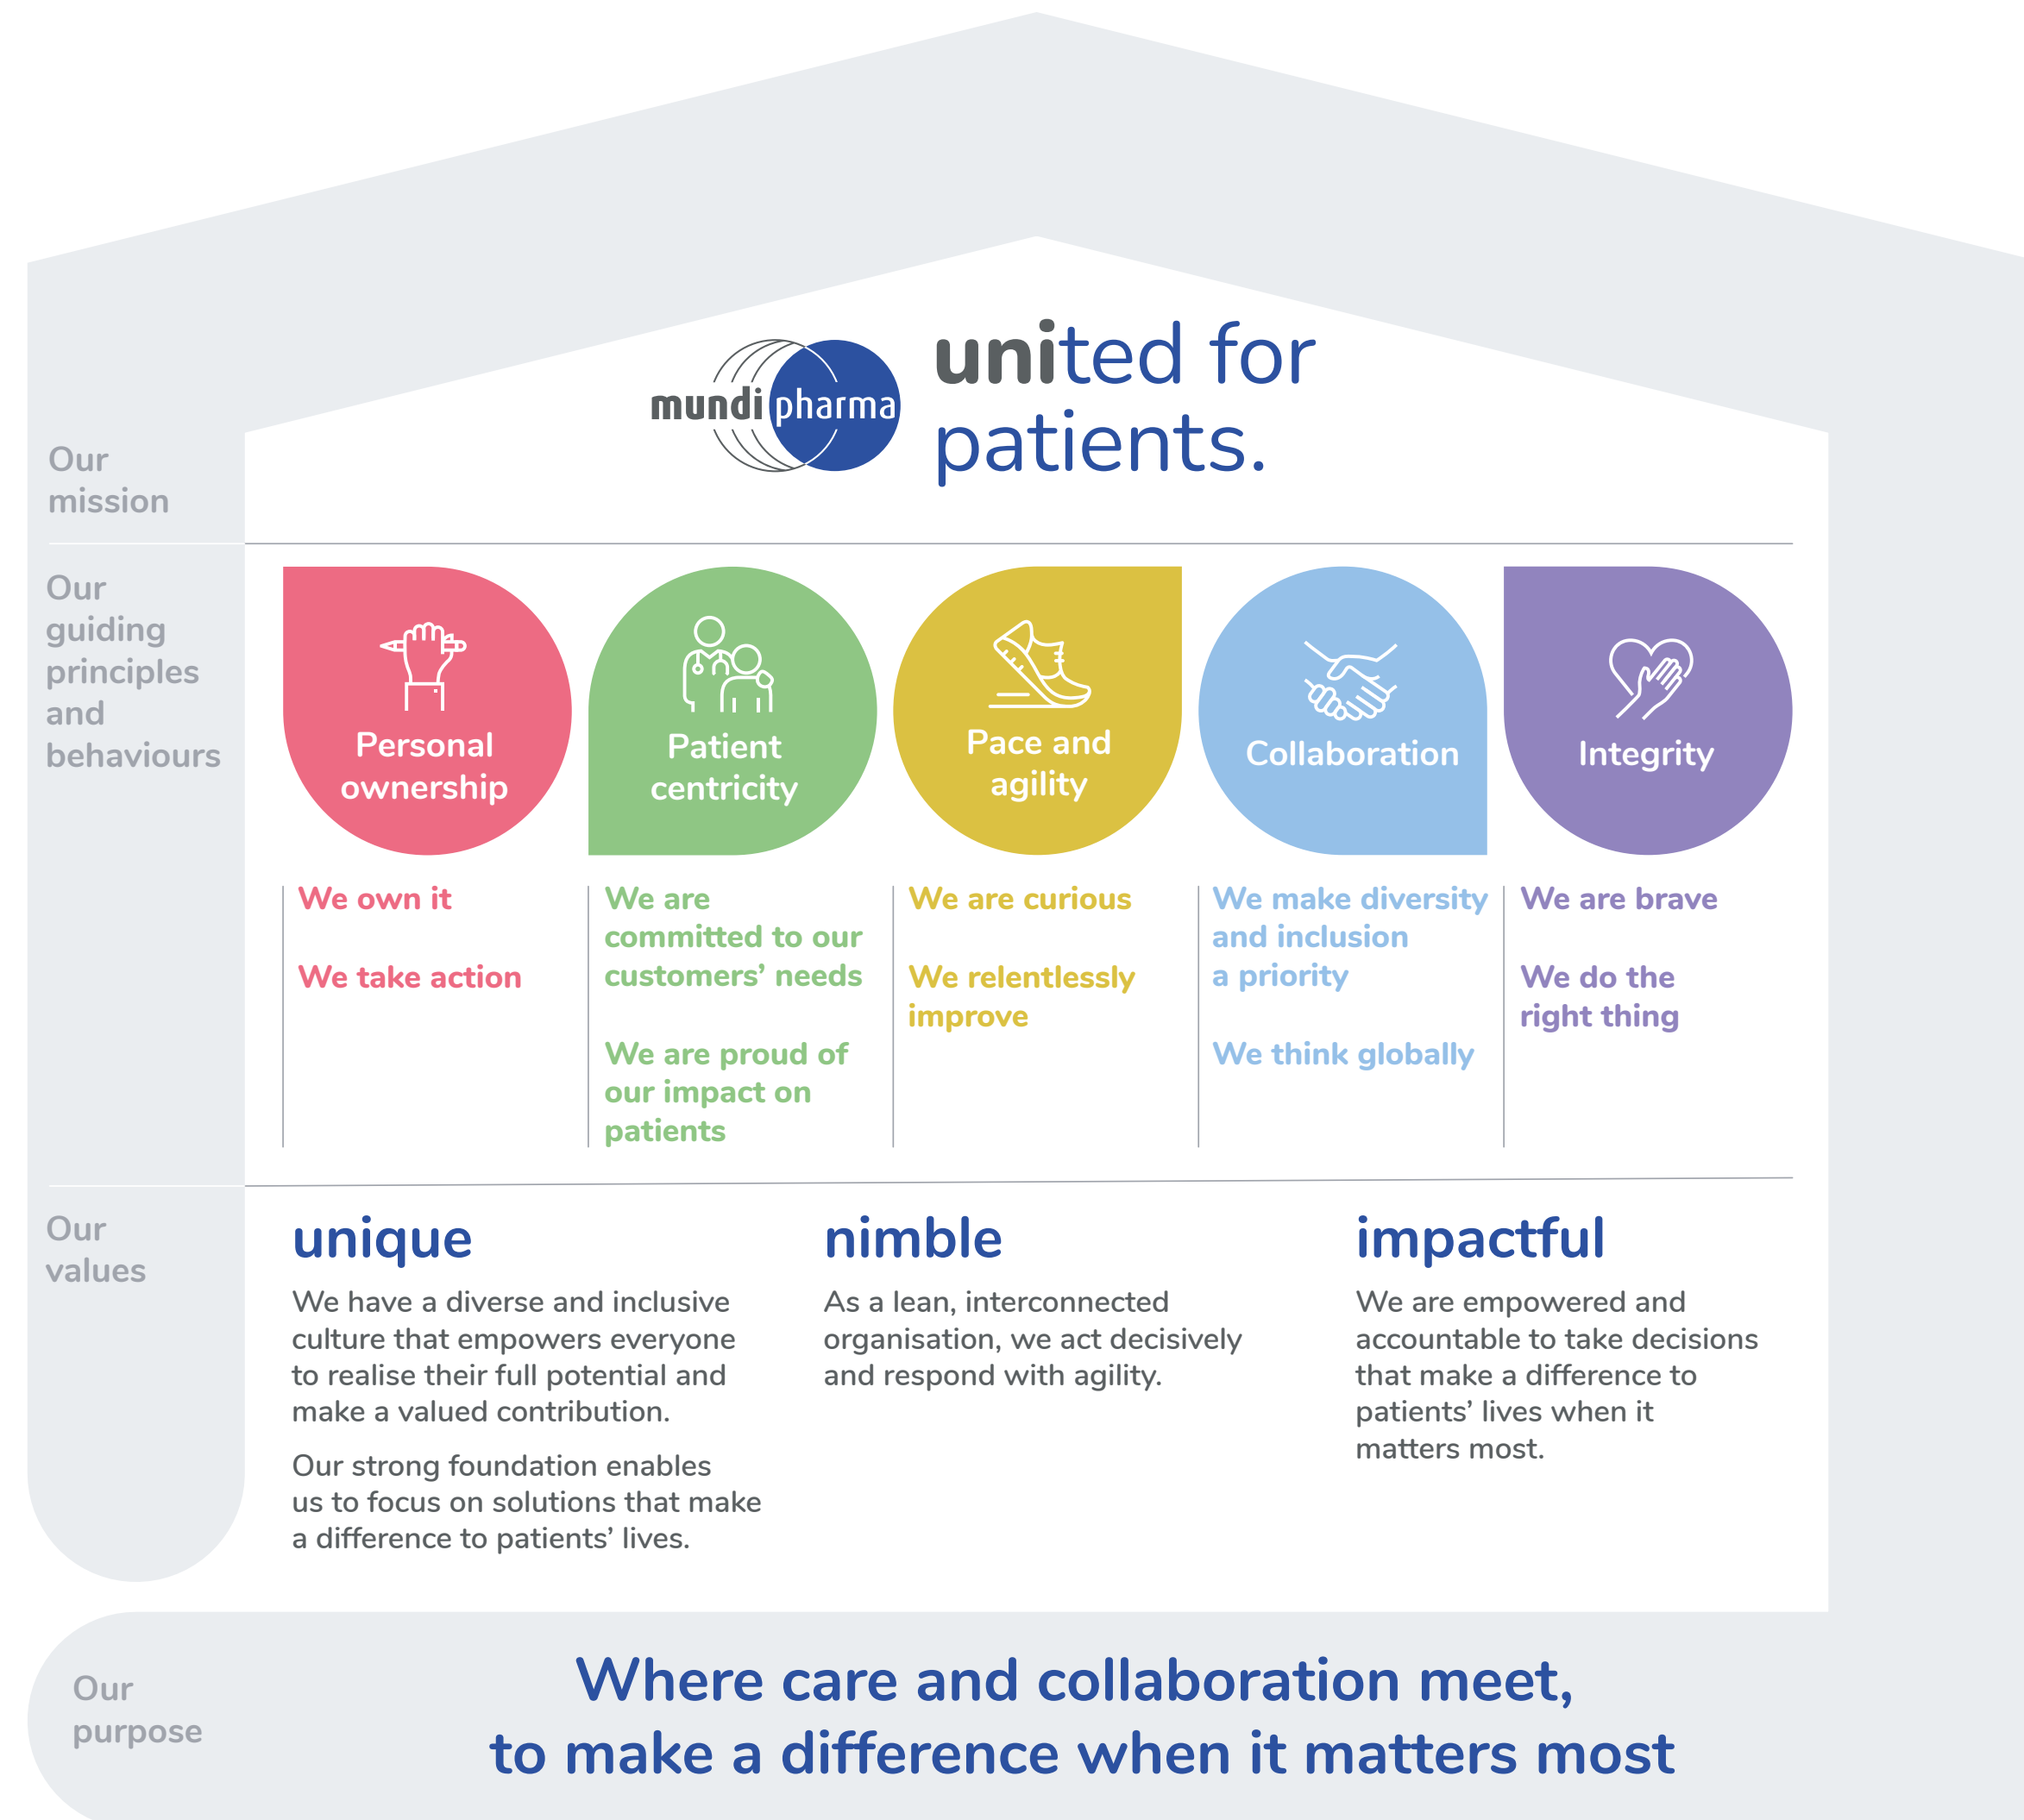 mundipharma
united for
patients.
Our
mission
Our
guiding
principles
and
behaviours
Personal
ownership
Patient
centricity
Pace and
agility
Collaboration
Integrity
We own it
We take action
We are
committed to our
customers’ needs
We are proud of
our impact on
patients
We are curious
We relentlessly
improve
We make diversity
and inclusion
a priority
We think globally
We are brave
We do the
right thing
Our
values
unique
We have a diverse and inclusive
culture that empowers everyone
to realise their full potential and
make a valued contribution.
Our strong foundation enables
us to focus on solutions that make
a difference to patients’ lives.
nimble
As a lean, interconnected
organisation, we act decisively
and respond with agility.
impactful
We are empowered and
accountable to take decisions
that make a difference to
patients’ lives when it
matters most.
Our
purpose
Where care and collaboration meet,
to make a difference when it matters most